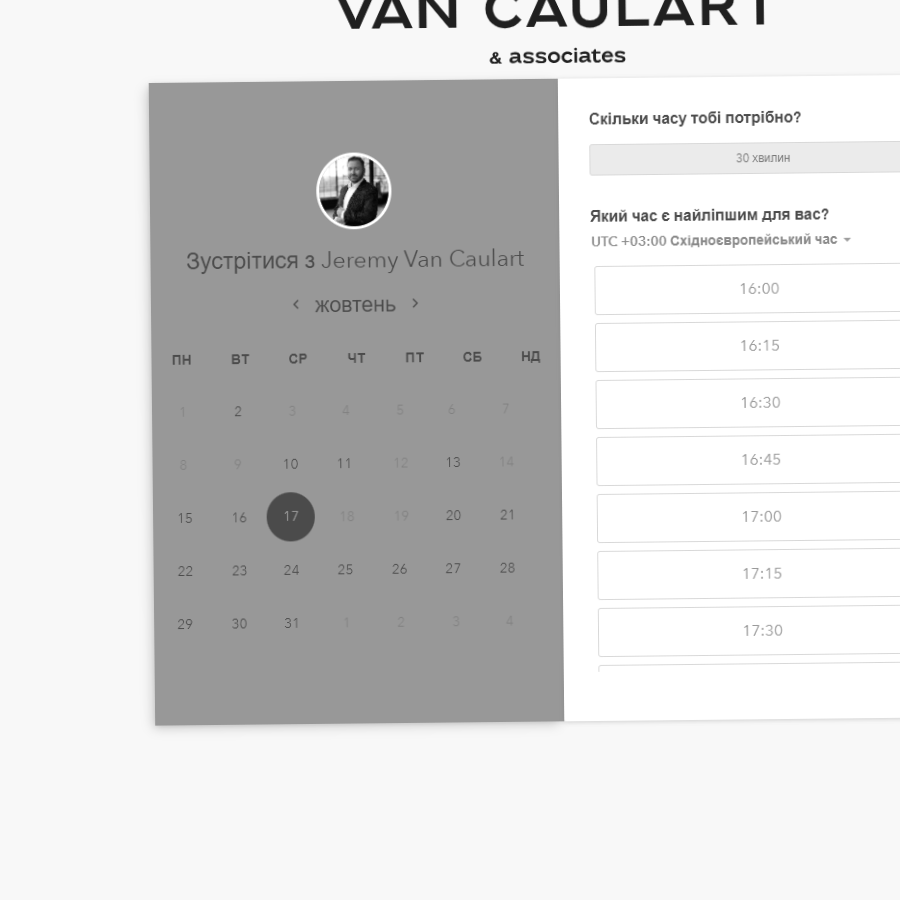 VAN CAULART
& associates
Зустрітися з Jeremy Van Caulart
‹ жовтень ›
ПН ВТ СР ЧТ ПТ СБ НД
1 2 3 4 5 6 7
8 9 10 11 12 13 14
15 16 17 18 19 20 21
22 23 24 25 26 27 28
29 30 31 1 2 3 4
Скільки часу тобі потрібно?
30 хвилин
Який час є найліпшим для вас?
UTC +03:00 Східноєвропейський час
16:00
16:15
16:30
16:45
17:00
17:15
17:30